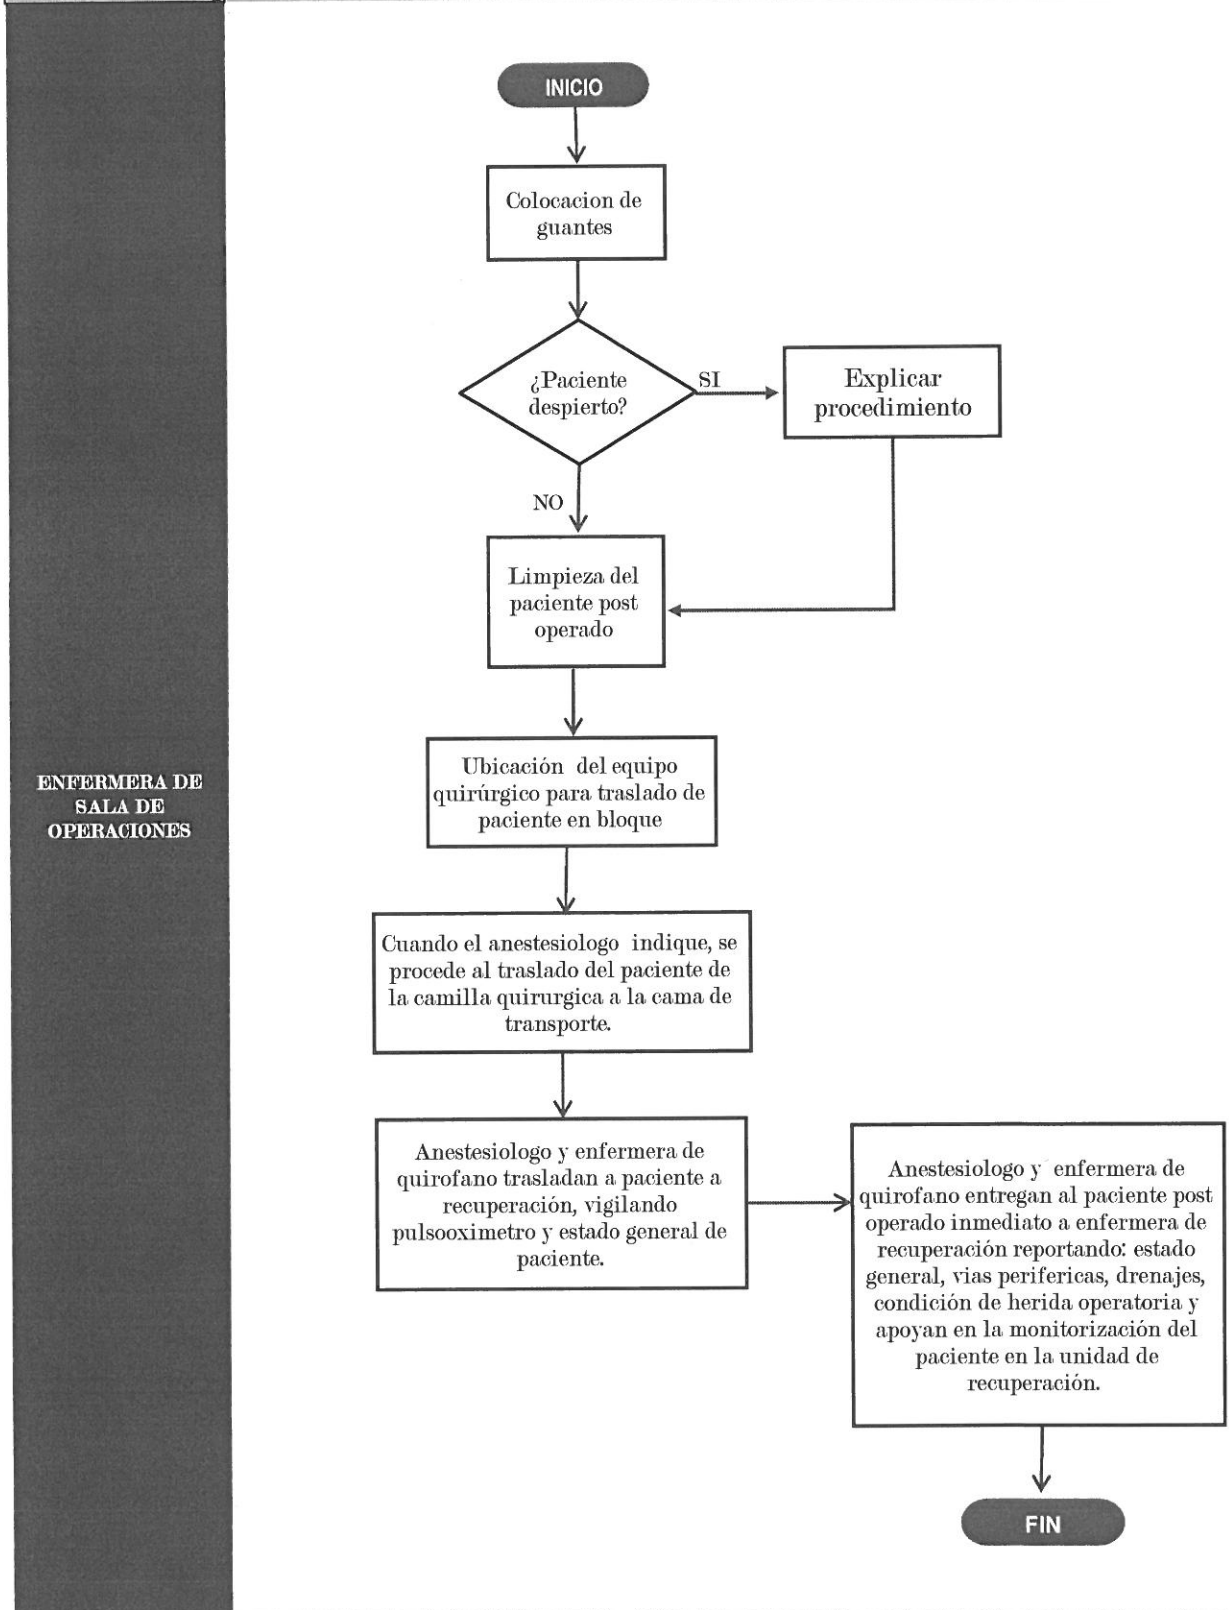 INICIO
Colocacion de
guantes
¿Paciente
despierto?
SI
Explicar
procedimiento
NO
Limpieza del
paciente post
operado
ENFERMERA DE
SALA DE
OPERACIONES
Ubicación del equipo
quirúrgico para traslado de
paciente en bloque
Cuando el anestesiologo indique, se
procede al traslado del paciente de
la camilla quirurgica a la cama de
transporte.
Anestesiologo y enfermera de
quirofano trasladan a paciente a
recuperación, vigilando
pulsooximetro y estado general de
paciente.
Anestesiologo y enfermera de
quirofano entregan al paciente post
operado inmediato a enfermera de
recuperación reportando: estado
general, vias perifericas, drenajes,
condición de herida operatoria y
apoyan en la monitorización del
paciente en la unidad de
recuperación.
FIN